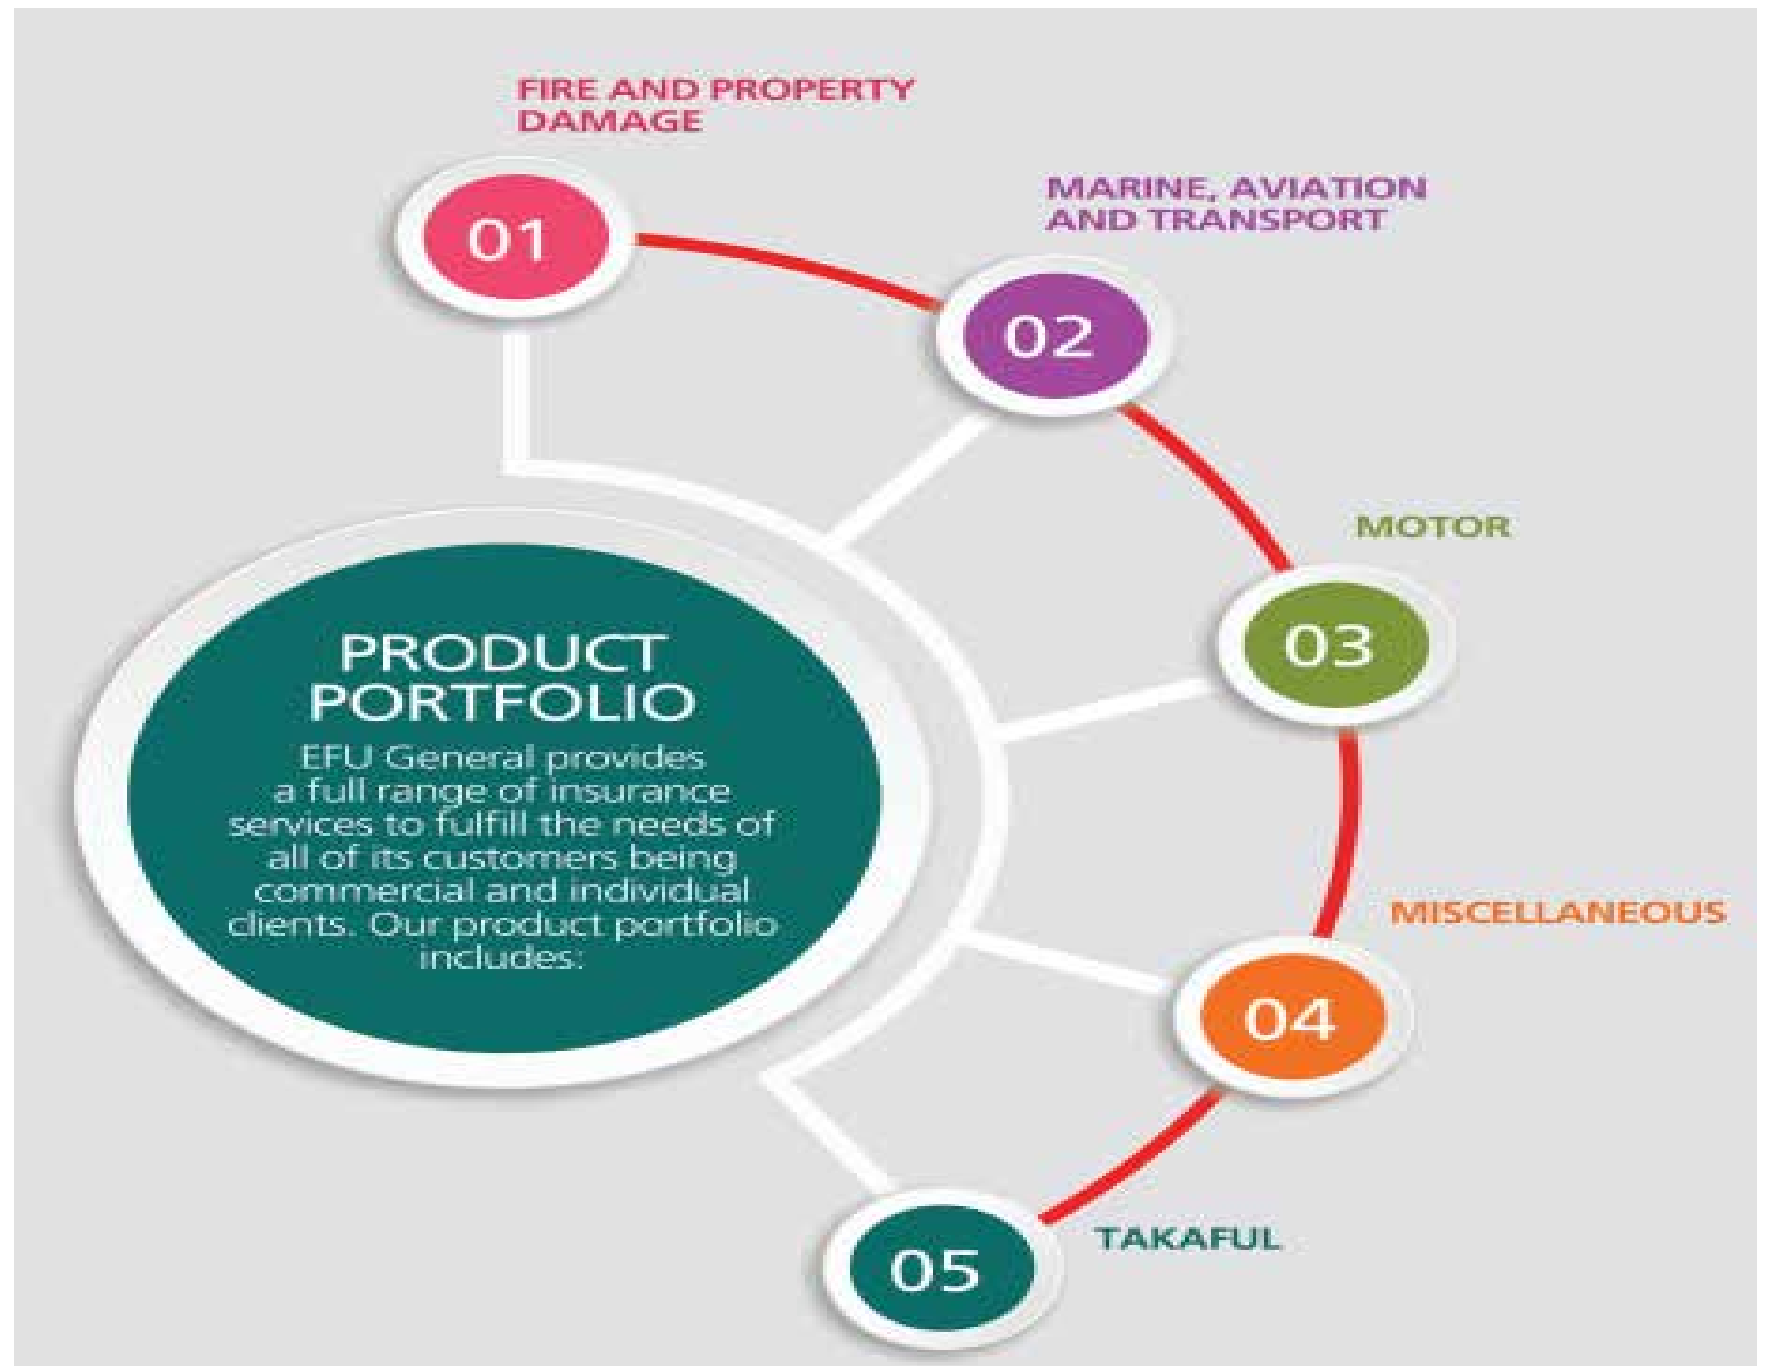 FIRE AND PROPERTY
DAMAGE
01
MARINE, AVIATION
AND TRANSPORT
02
MOTOR
03
PRODUCT
PORTFOLIO
EFU General provides
a full range of insurance
services to fulfill the needs of
all of its customers being
commercial and individual
clients. Our product portfolio
includes:
MISCELLANEOUS
04
TAKAFUL
05